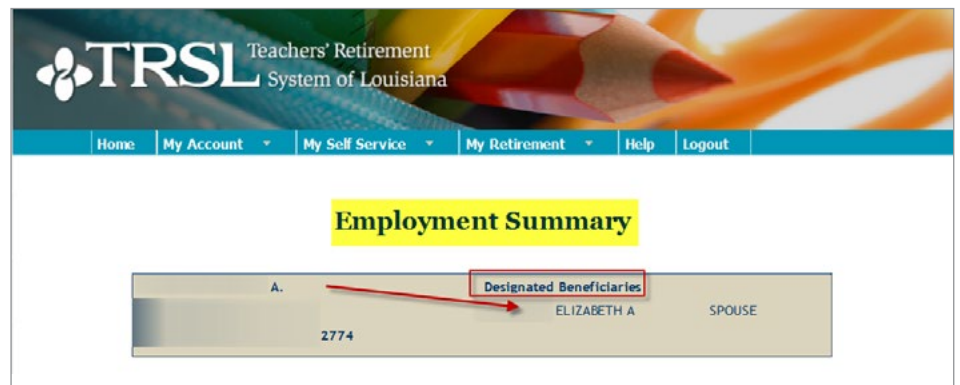 TRSL Teachers' Retirement
System of Louisiana
Home My Account My Self Service My Retirement Help Logout
Employment Summary
A. Designated Beneficiaries
ELIZABETH A SPOUSE
2774